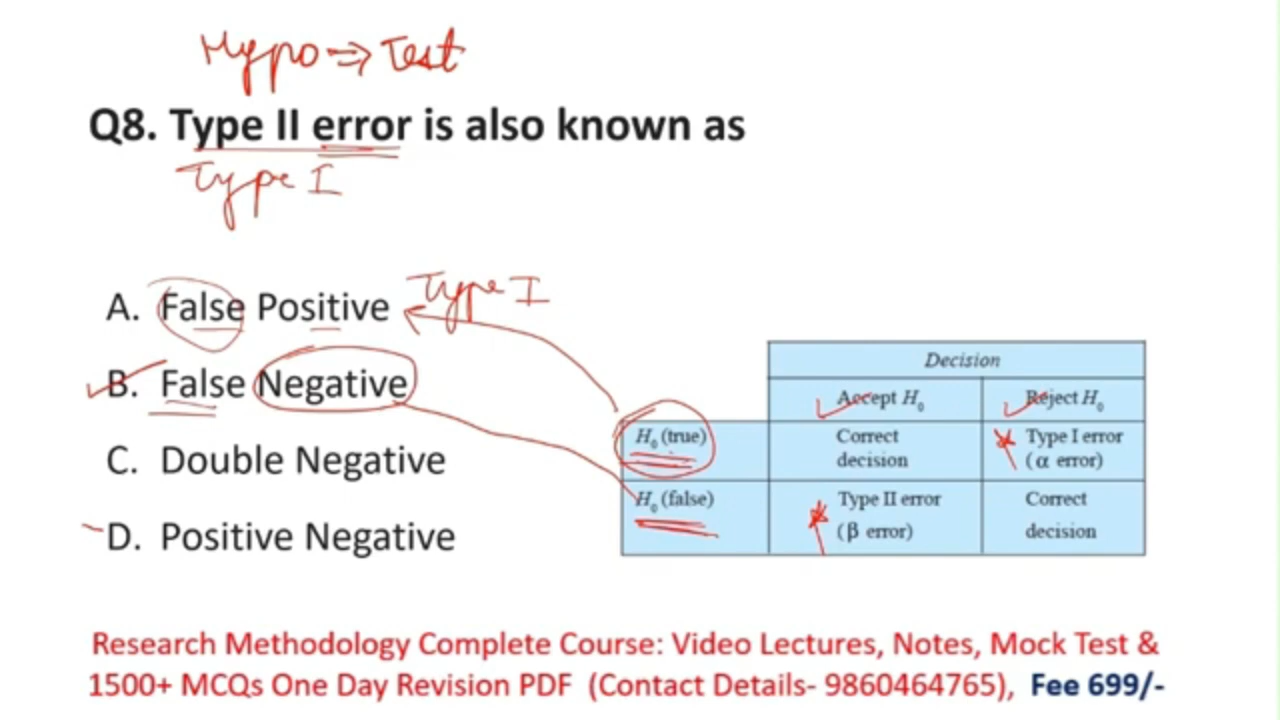 Hypo ⇒ Test
Q8. Type II error is also known as
Type I
A. False Positive
Type I
B. False Negative
C. Double Negative
D. Positive Negative
Decision
Accept H₀ Reject H₀
H₀ (true) Correct decision Type I error (α error)
H₀ (false) Type II error (β error) Correct decision
Research Methodology Complete Course: Video Lectures, Notes, Mock Test &
1500+ MCQs One Day Revision PDF (Contact Details- 9860464765), Fee 699/-